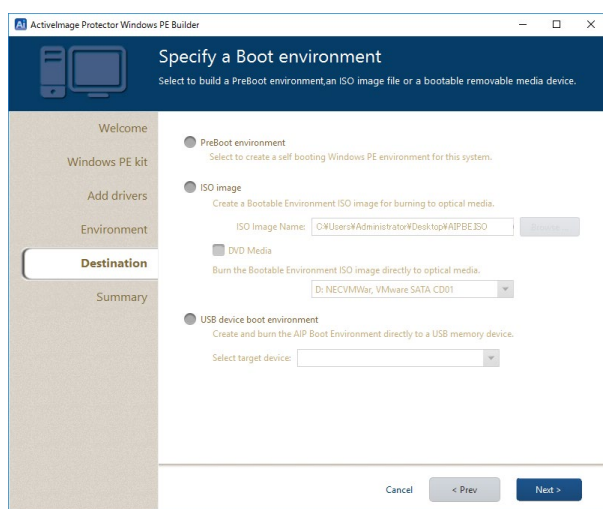 Ai ActiveImage Protector Windows PE Builder
Specify a Boot environment
Select to build a PreBoot environment,an ISO image file or a bootable removable media device.
Welcome
Windows PE kit
Add drivers
Environment
Destination
Summary
PreBoot environment
Select to create a self booting Windows PE environment for this system.
ISO image
Create a Bootable Environment ISO image for burning to optical media.
ISO Image Name: C:¥Users¥Administrator¥Desktop¥AIPBE.ISO Browse...
DVD Media
Burn the Bootable Environment ISO image directly to optical media.
D: NECVMWar, VMware SATA CD01
USB device boot environment
Create and burn the AIP Boot Environment directly to a USB memory device.
Select target device:
Cancel < Prev Next >